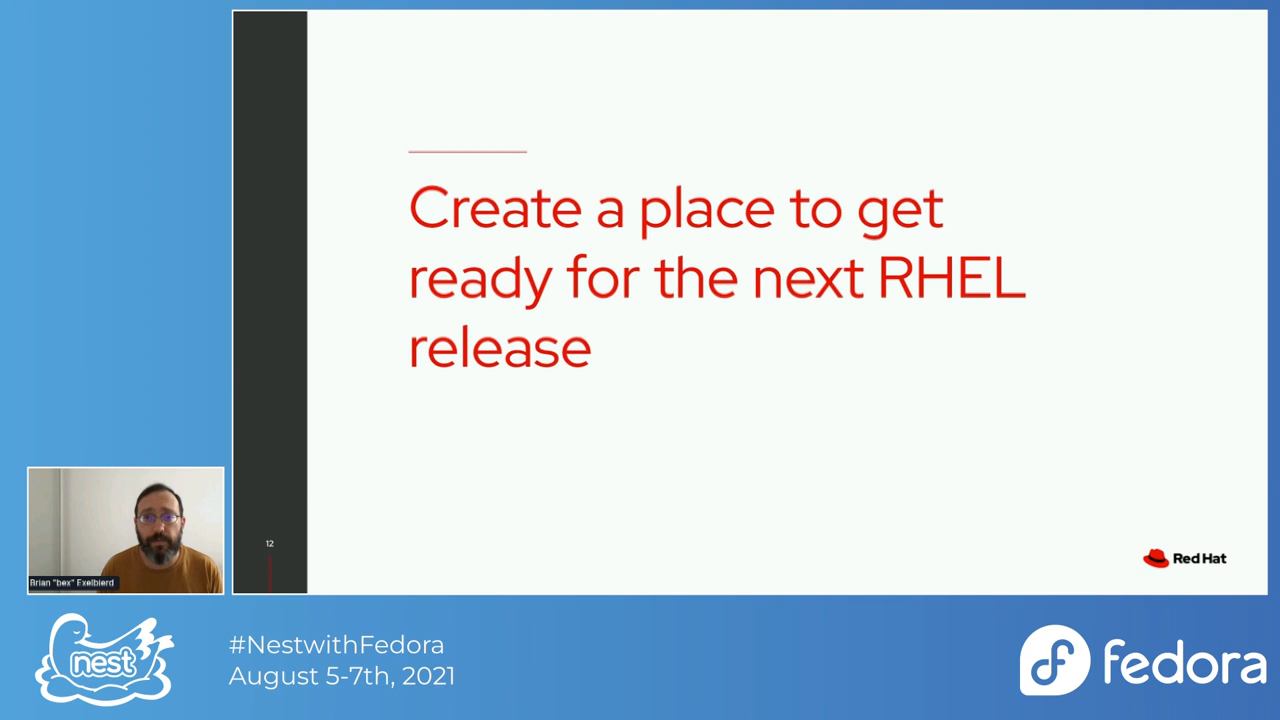 Create a place to get
ready for the next RHEL
release
12
Red Hat
Brian "bex" Exelbierd
nest
#NestwithFedora
August 5-7th, 2021
fedora